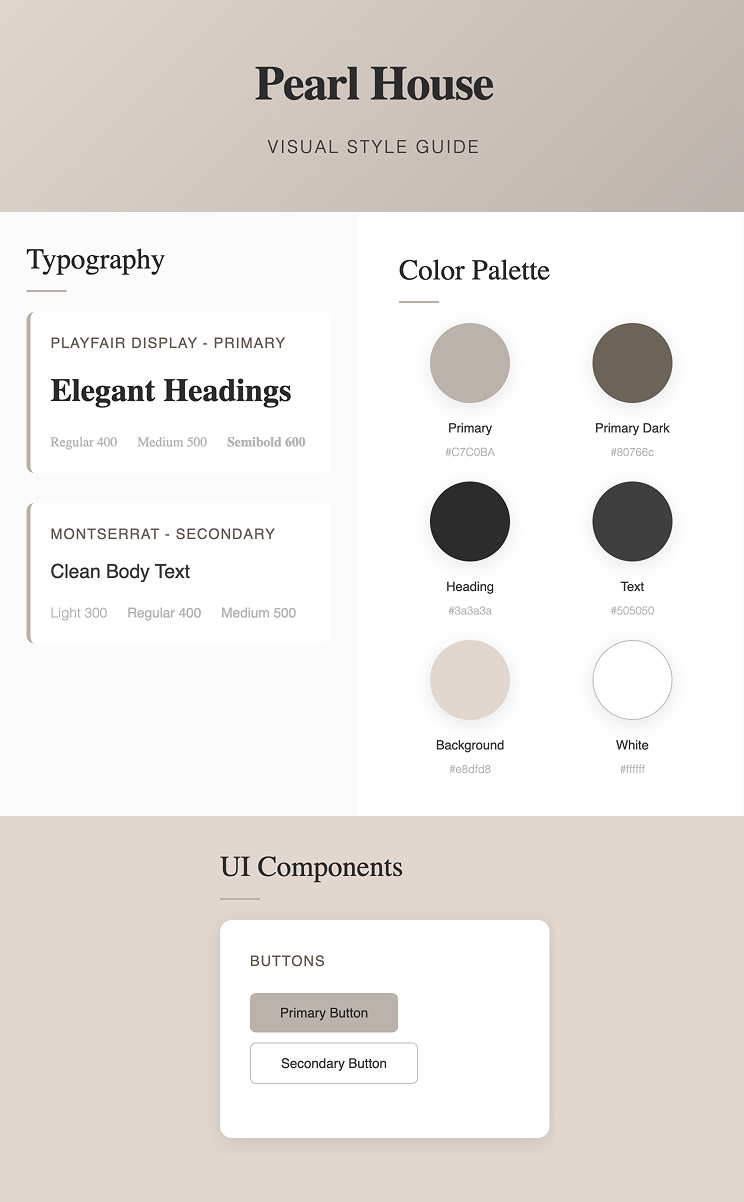 Pearl House
VISUAL STYLE GUIDE
Typography
PLAYFAIR DISPLAY - PRIMARY
Elegant Headings
Regular 400 Medium 500 Semibold 600
MONTSERRAT - SECONDARY
Clean Body Text
Light 300 Regular 400 Medium 500
Color Palette
Primary Primary Dark
#C7C0BA #80766c
Heading Text
#3a3a3a #505050
Background White
#e8dfd8 #ffffff
UI Components
BUTTONS
Primary Button
Secondary Button